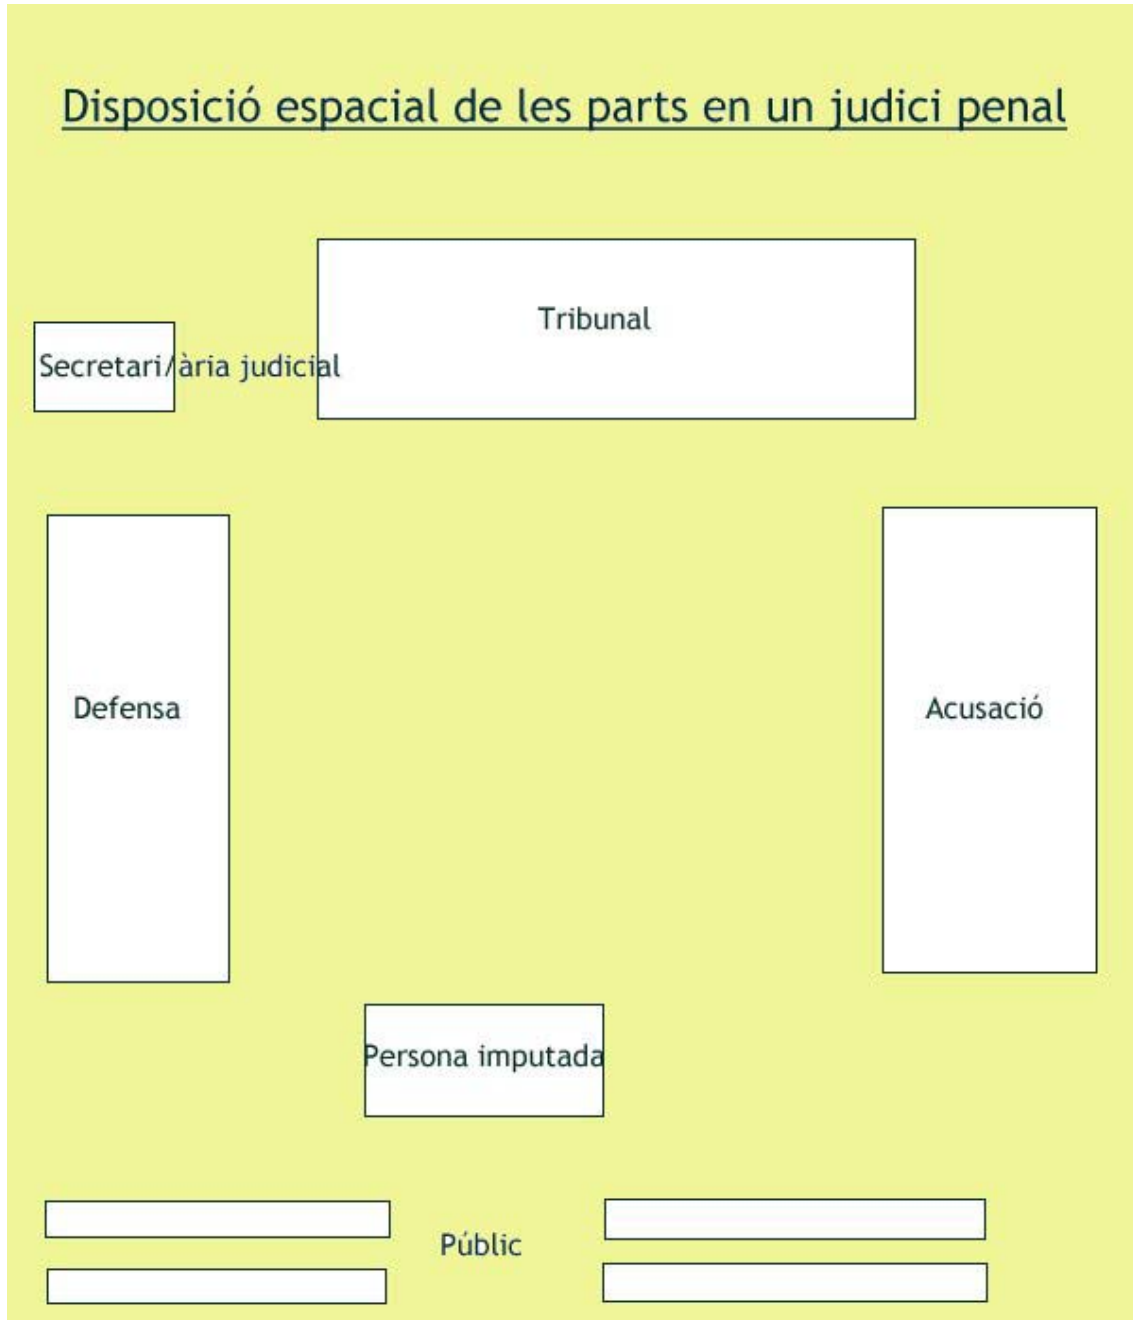 Disposició espacial de les parts en un judici penal
Tribunal
Secretari/ària judicial
Defensa
Acusació
Persona imputada
Públic